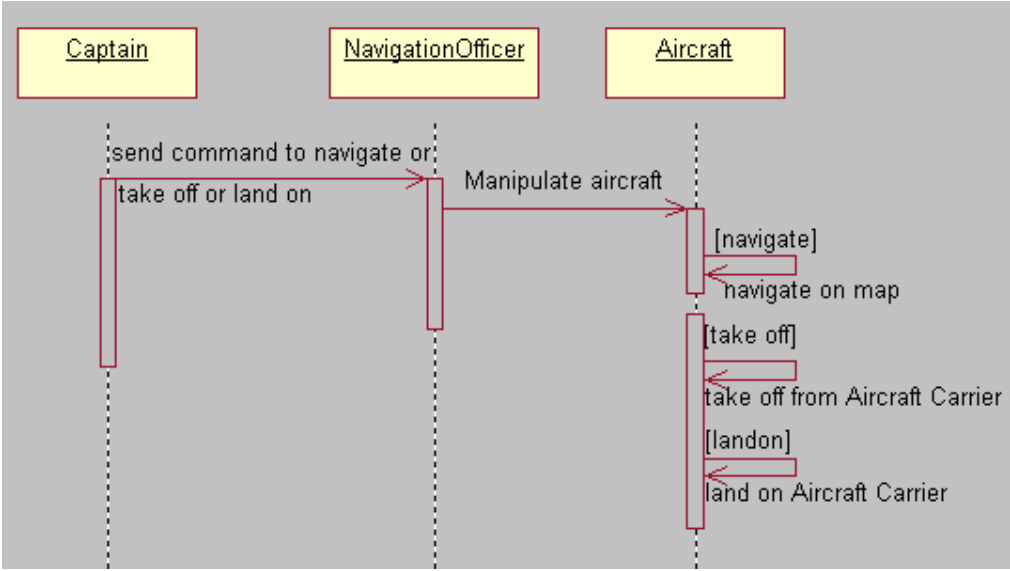 Captain
NavigationOfficer
Aircraft
send command to navigate or
take off or land on
Manipulate aircraft
[navigate]
navigate on map
[take off]
take off from Aircraft Carrier
[landon]
land on Aircraft Carrier